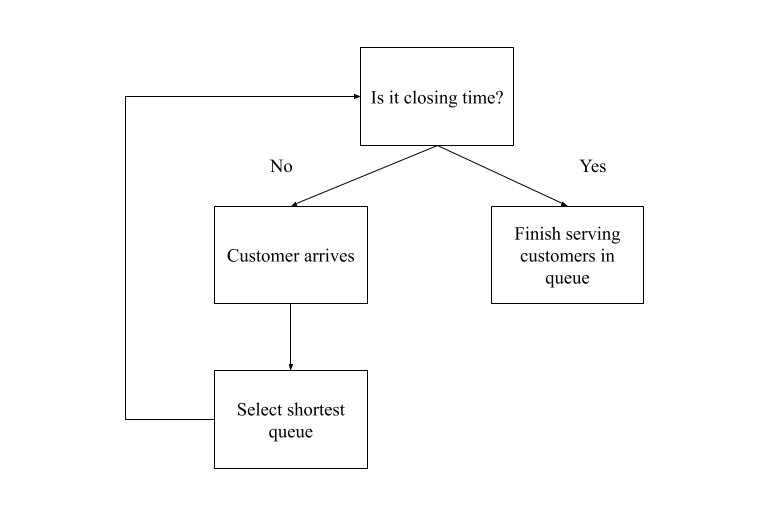 Is it closing time?
No
Yes
Customer arrives
Finish serving
customers in
queue
Select shortest
queue